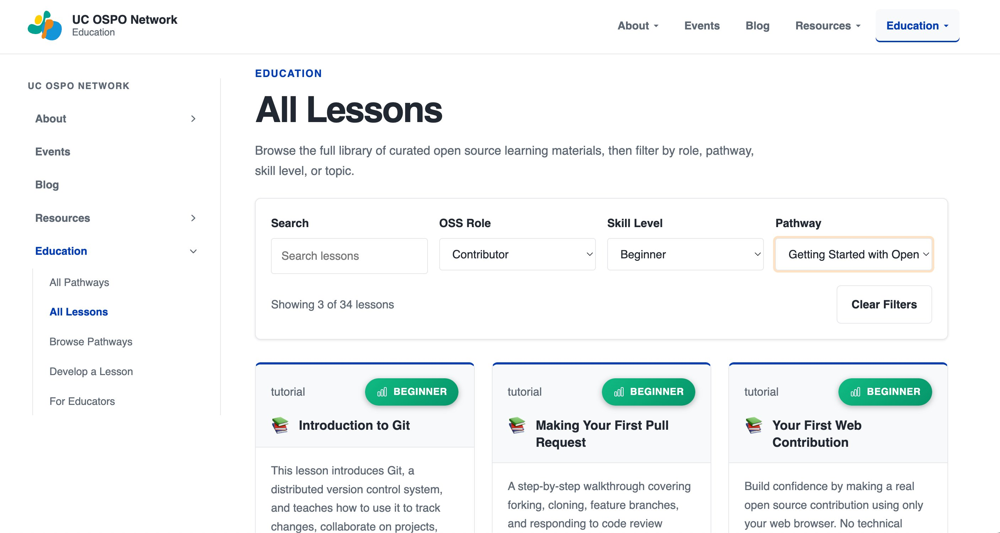 UC OSPO Network
Education
About
Events
Blog
Resources
Education
UC OSPO NETWORK
About
Events
Blog
Resources
Education
All Pathways
All Lessons
Browse Pathways
Develop a Lesson
For Educators
EDUCATION
All Lessons
Browse the full library of curated open source learning materials, then filter by role, pathway,
skill level, or topic.
Search
Search lessons
OSS Role
Contributor
Skill Level
Beginner
Pathway
Getting Started with Open
Showing 3 of 34 lessons
Clear Filters
tutorial
BEGINNER
Introduction to Git
This lesson introduces Git, a
distributed version control system,
and teaches how to use it to track
changes, collaborate on projects,
tutorial
BEGINNER
Making Your First Pull
Request
A step-by-step walkthrough covering
forking, cloning, feature branches,
and responding to code review
tutorial
BEGINNER
Your First Web
Contribution
Build confidence by making a real
open source contribution using only
your web browser. No technical